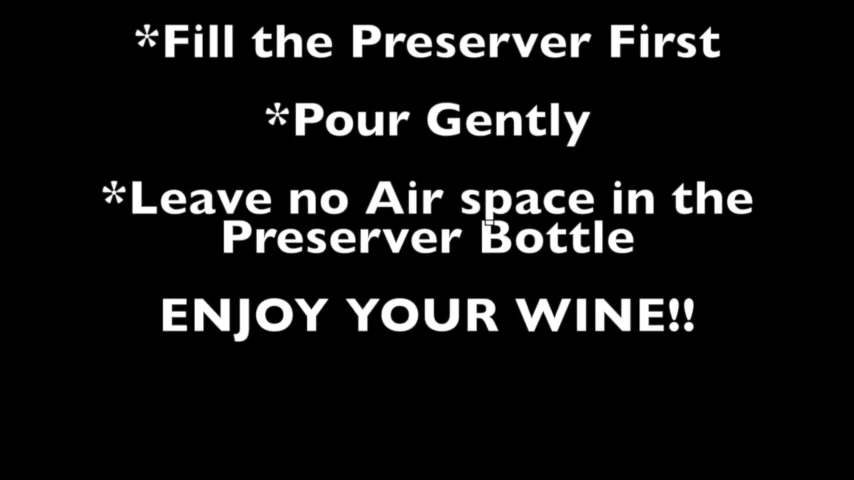 *Fill the Preserver First
*Pour Gently
*Leave no Air space in the
Preserver Bottle
ENJOY YOUR WINE!!